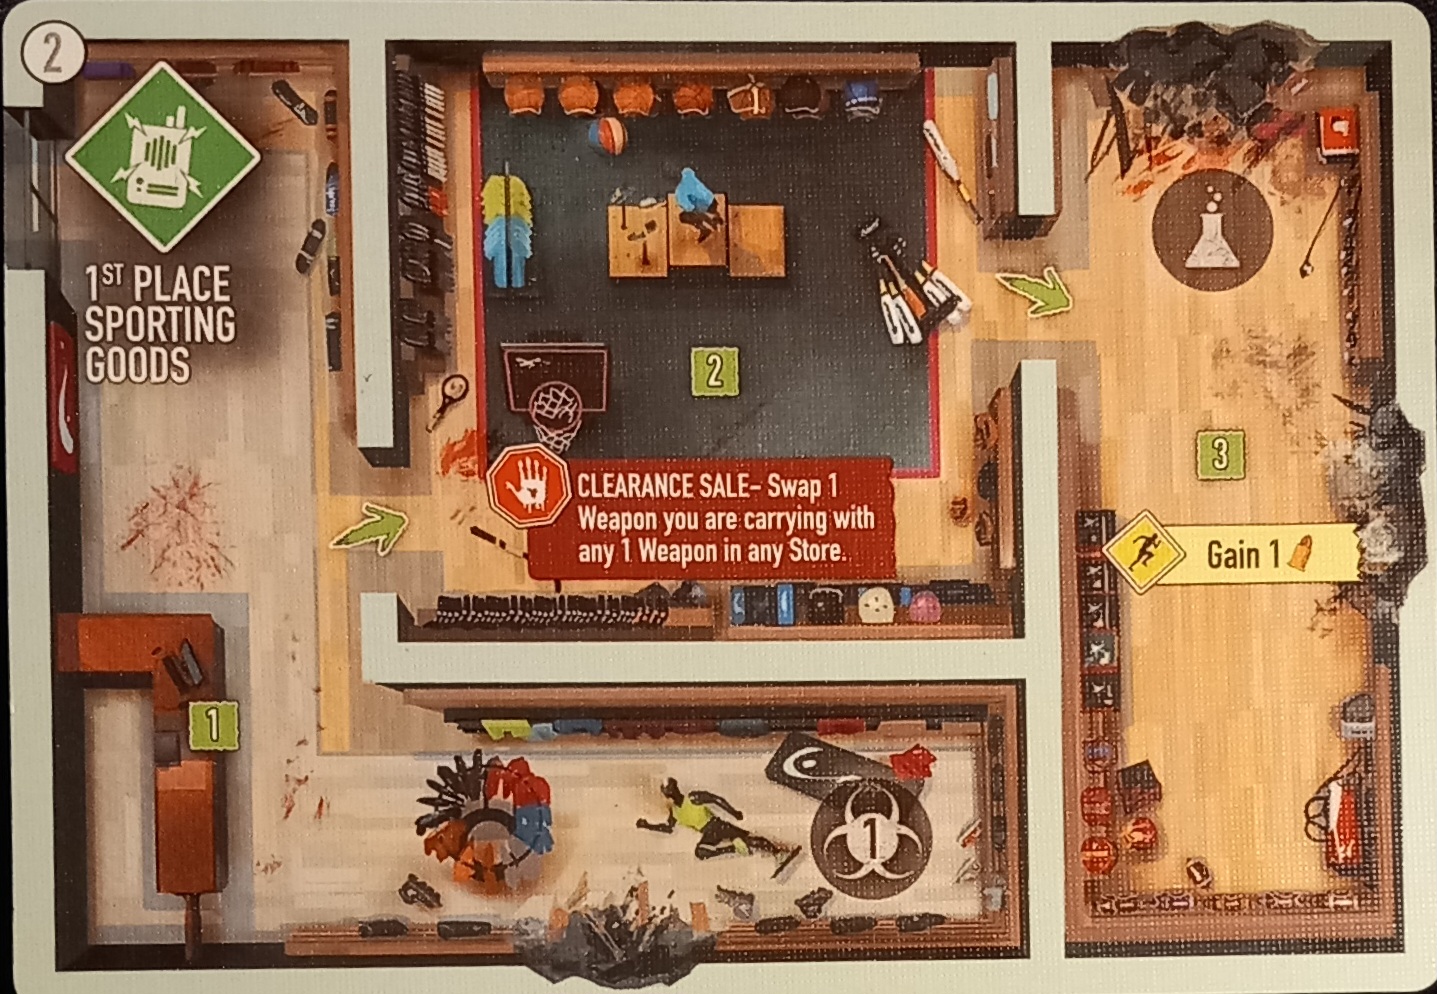 2
1ST PLACE
SPORTING
GOODS
2
3
CLEARANCE SALE- Swap 1
Weapon you are carrying with
any 1 Weapon in any Store.
Gain 1
1
1